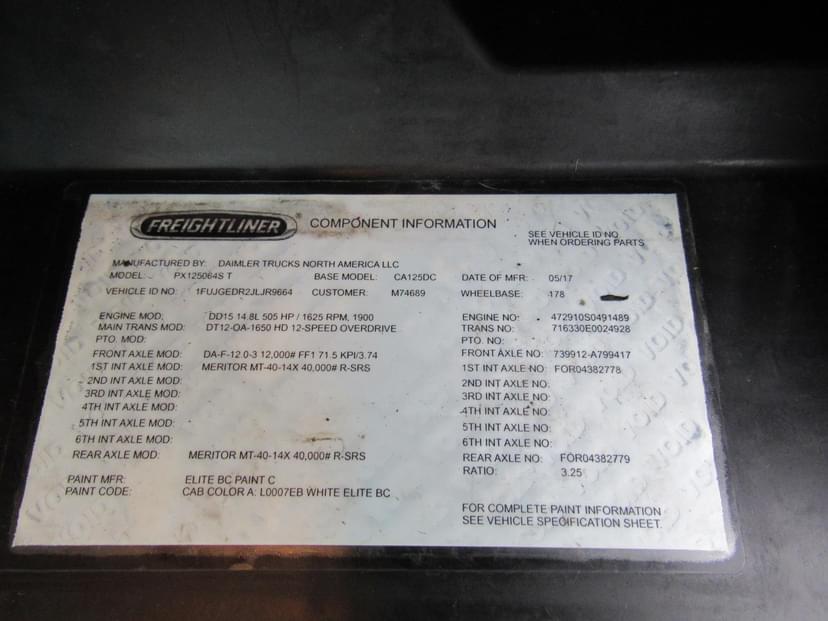 FREIGHTLINER COMPONENT INFORMATION
SEE VEHICLE ID NO
WHEN ORDERING PARTS
MANUFACTURED BY: DAIMLER TRUCKS NORTH AMERICA LLC
MODEL: PX125064S T BASE MODEL: CA125DC DATE OF MFR: 05/17
VEHICLE ID NO: 1FUJGEDR2JLJR9664 CUSTOMER: M74689 WHEELBASE: 178
ENGINE MOD: DD15 14.8L 505 HP / 1625 RPM, 1900 ENGINE NO: 472910S0491489
MAIN TRANS MOD: DT12-OA-1650 HD 12-SPEED OVERDRIVE TRANS NO: 716330E0024928
PTO. MOD: PTO. NO:
FRONT AXLE MOD: DA-F-12.0-3 12,000# FF1 71.5 KPI/3.74 FRONT AXLE NO: 739912-A799417
1ST INT AXLE MOD: MERITOR MT-40-14X 40,000# R-SRS 1ST INT AXLE NO: FOR04382778
2ND INT AXLE MOD: 2ND INT AXLE NO:
3RD INT AXLE MOD: 3RD INT AXLE NO:
4TH INT AXLE MOD: 4TH INT AXLE NO:
5TH INT AXLE MOD: 5TH INT AXLE NO:
6TH INT AXLE MOD: 6TH INT AXLE NO:
REAR AXLE MOD: MERITOR MT-40-14X 40,000# R-SRS REAR AXLE NO: FOR04382779
RATIO: 3.25
PAINT MFR: ELITE BC PAINT C
PAINT CODE: CAB COLOR A: L0007EB WHITE ELITE BC
FOR COMPLETE PAINT INFORMATION
SEE VEHICLE SPECIFICATION SHEET.